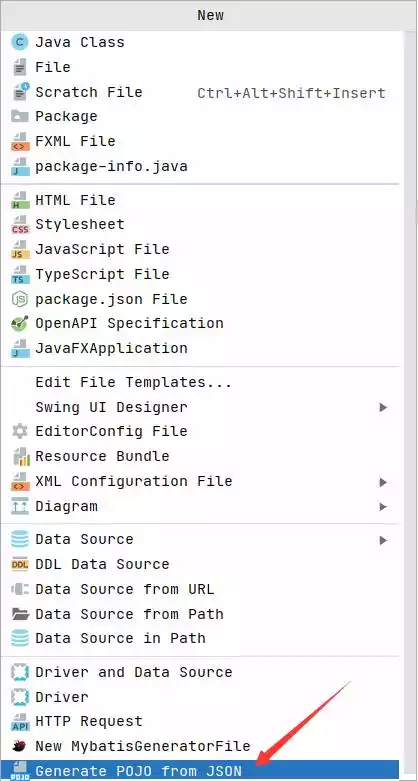 New
Java Class
File
Scratch File Ctrl+Alt+Shift+Insert
Package
FXML File
package-info.java
HTML File
Stylesheet
JavaScript File
TypeScript File
package.json File
OpenAPI Specification
JavaFXApplication
Edit File Templates...
Swing UI Designer
EditorConfig File
Resource Bundle
XML Configuration File
Diagram
Data Source
DDL Data Source
Data Source from URL
Data Source from Path
Data Source in Path
Driver and Data Source
Driver
HTTP Request
New MybatisGeneratorFile
Generate POJO from JSON